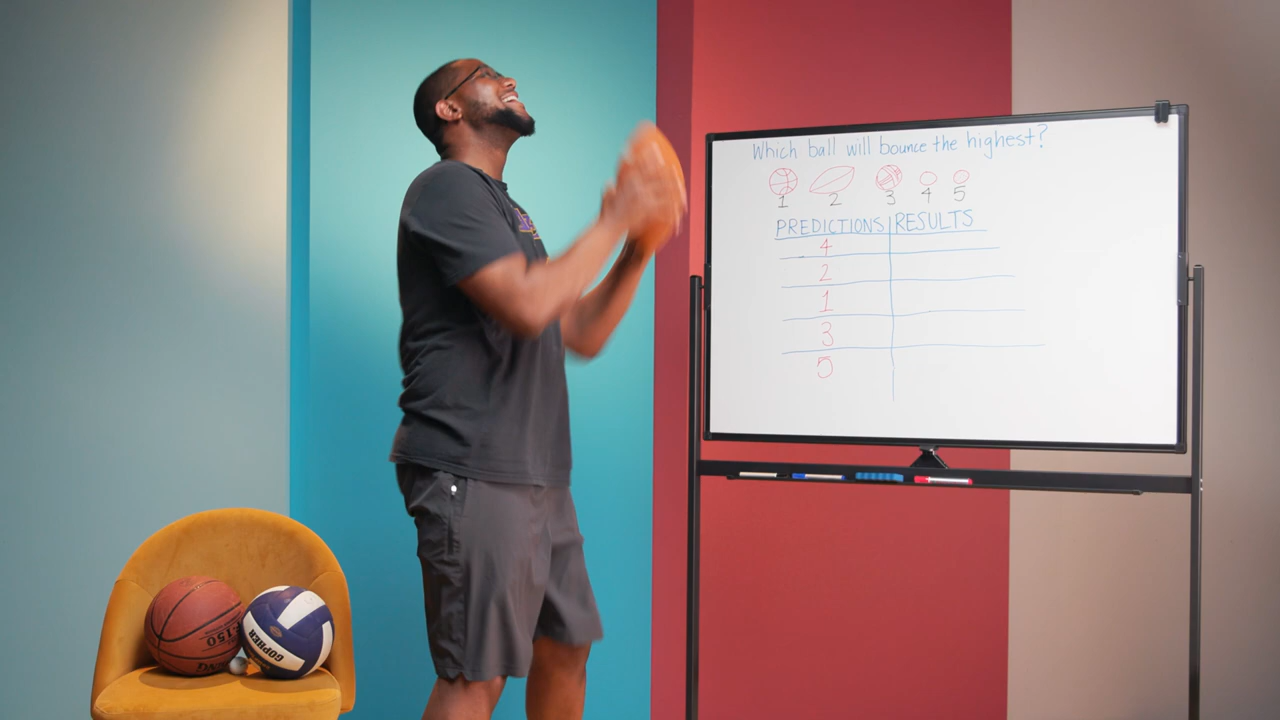 Which ball will bounce the highest?
1 2 3 4 5
PREDICTIONS RESULTS
4
2
1
3
5
E150
GOPHER